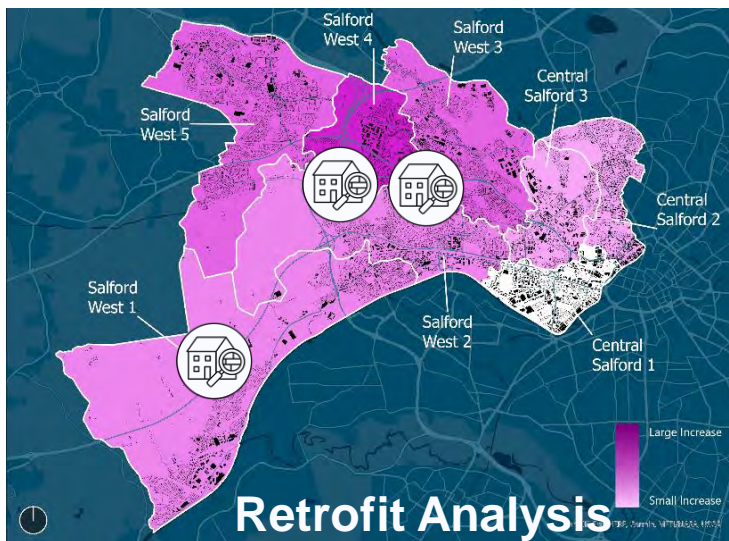 Salford
West 4
Salford
West 3
Central
Salford 3
Salford
West 5
Central
Salford 2
Salford
West 1
Salford
West 2
Central
Salford 1
Large Increase
Small Increase
Retrofit Analysis